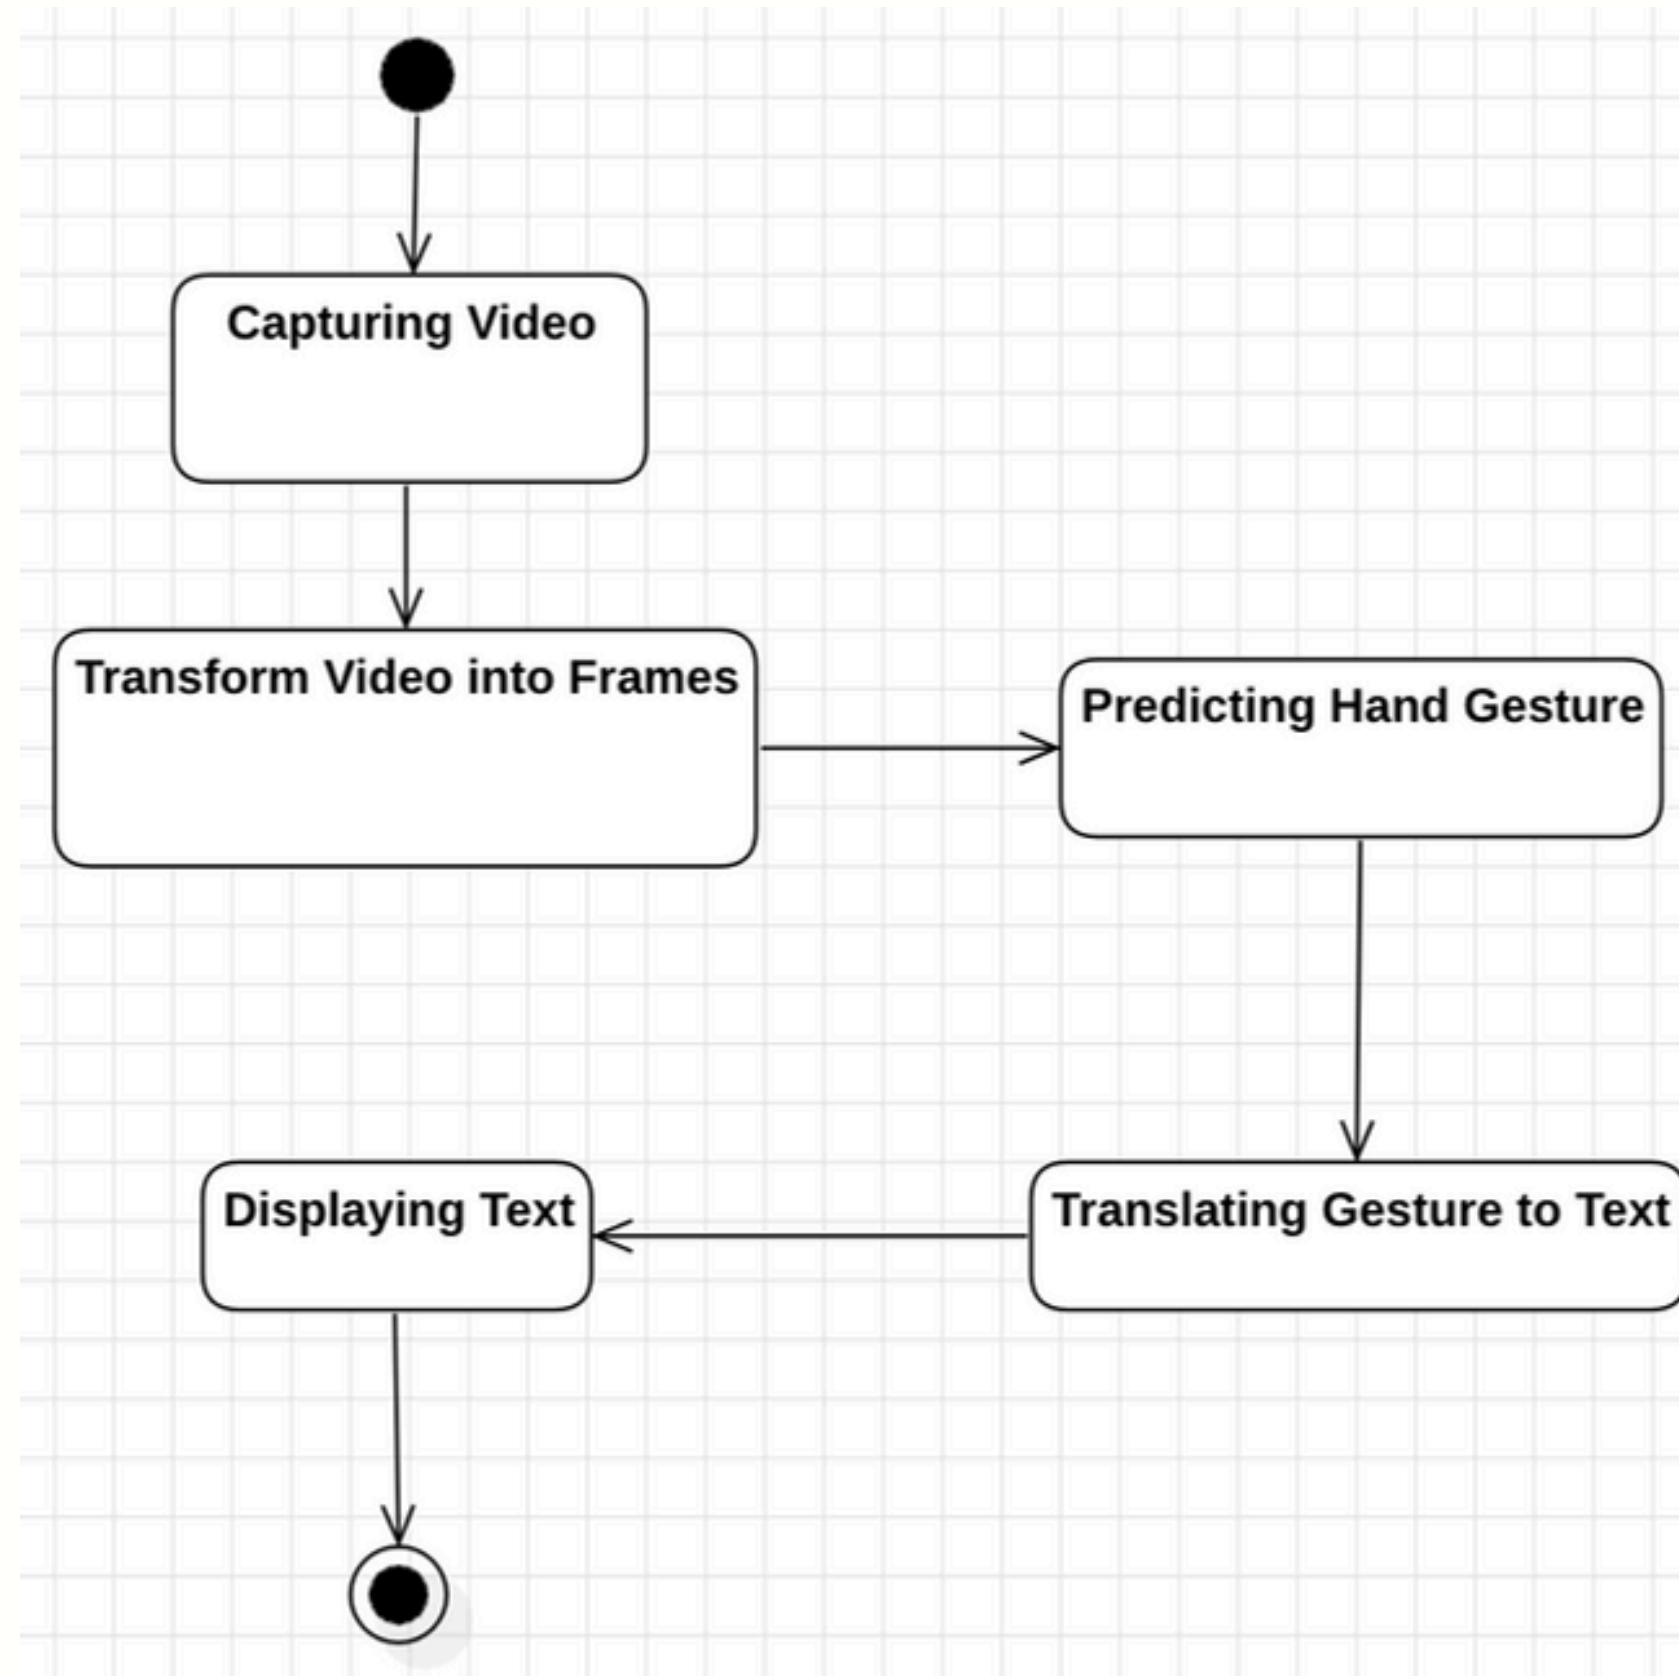 Capturing Video
Transform Video into Frames
Predicting Hand Gesture
Translating Gesture to Text
Displaying Text